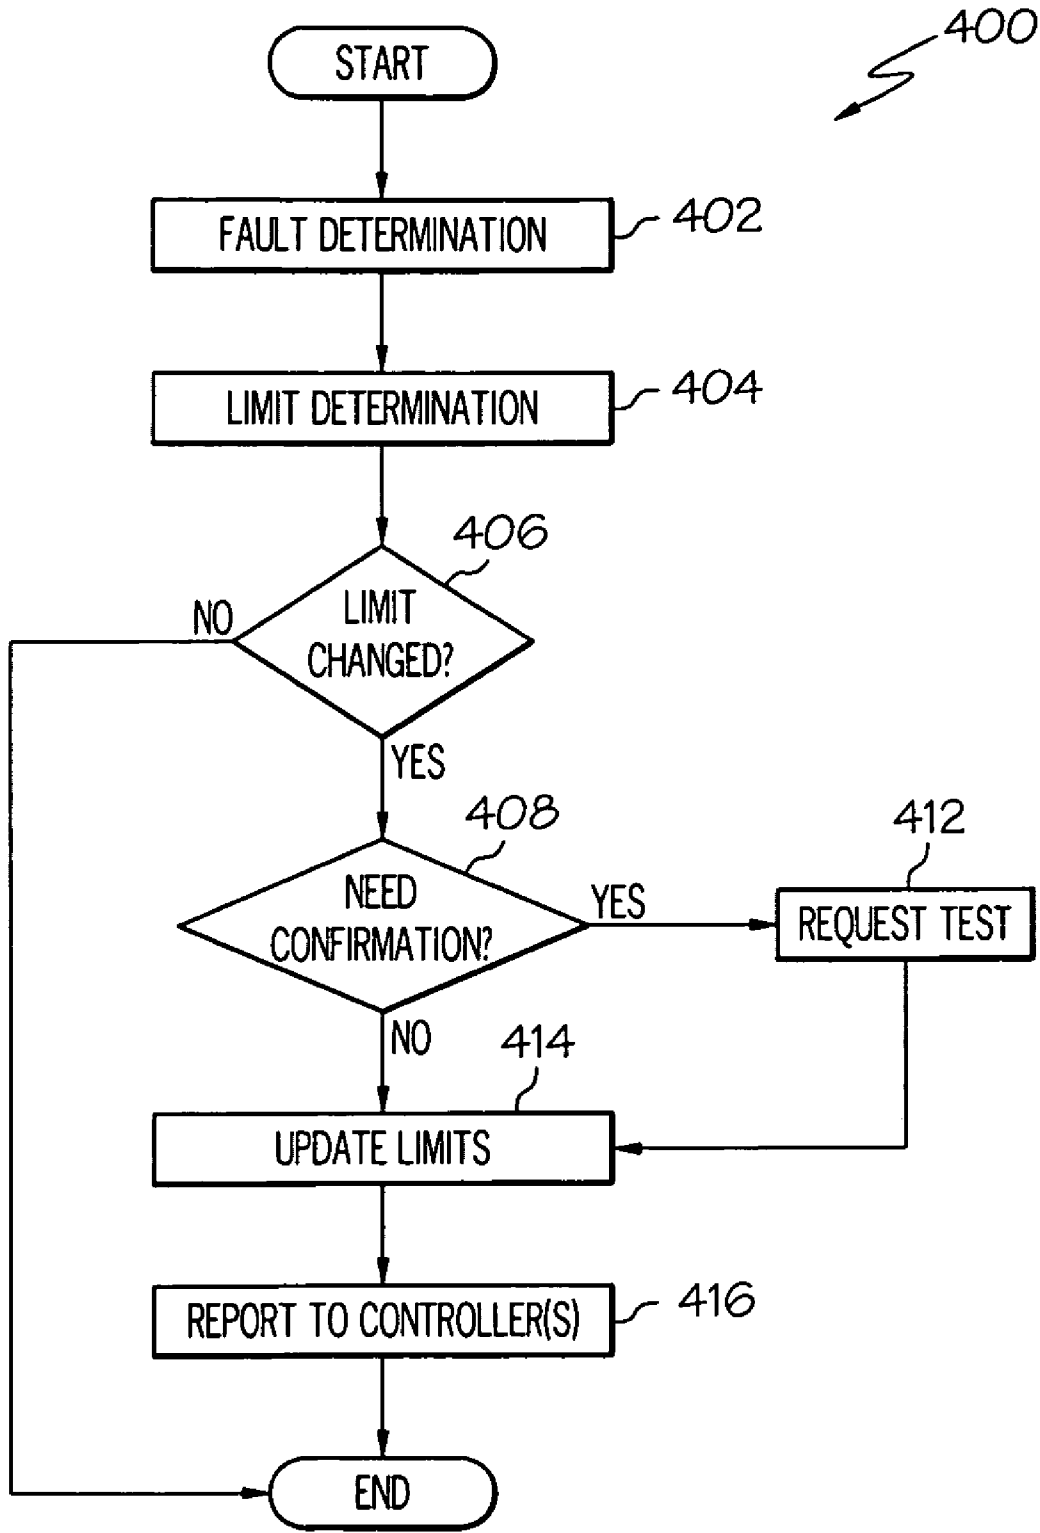 400
START
FAULT DETERMINATION
402
LIMIT DETERMINATION
404
406
LIMIT
CHANGED?
NO
YES
408
NEED
CONFIRMATION?
YES
412
REQUEST TEST
NO
414
UPDATE LIMITS
REPORT TO CONTROLLER(S)
416
END